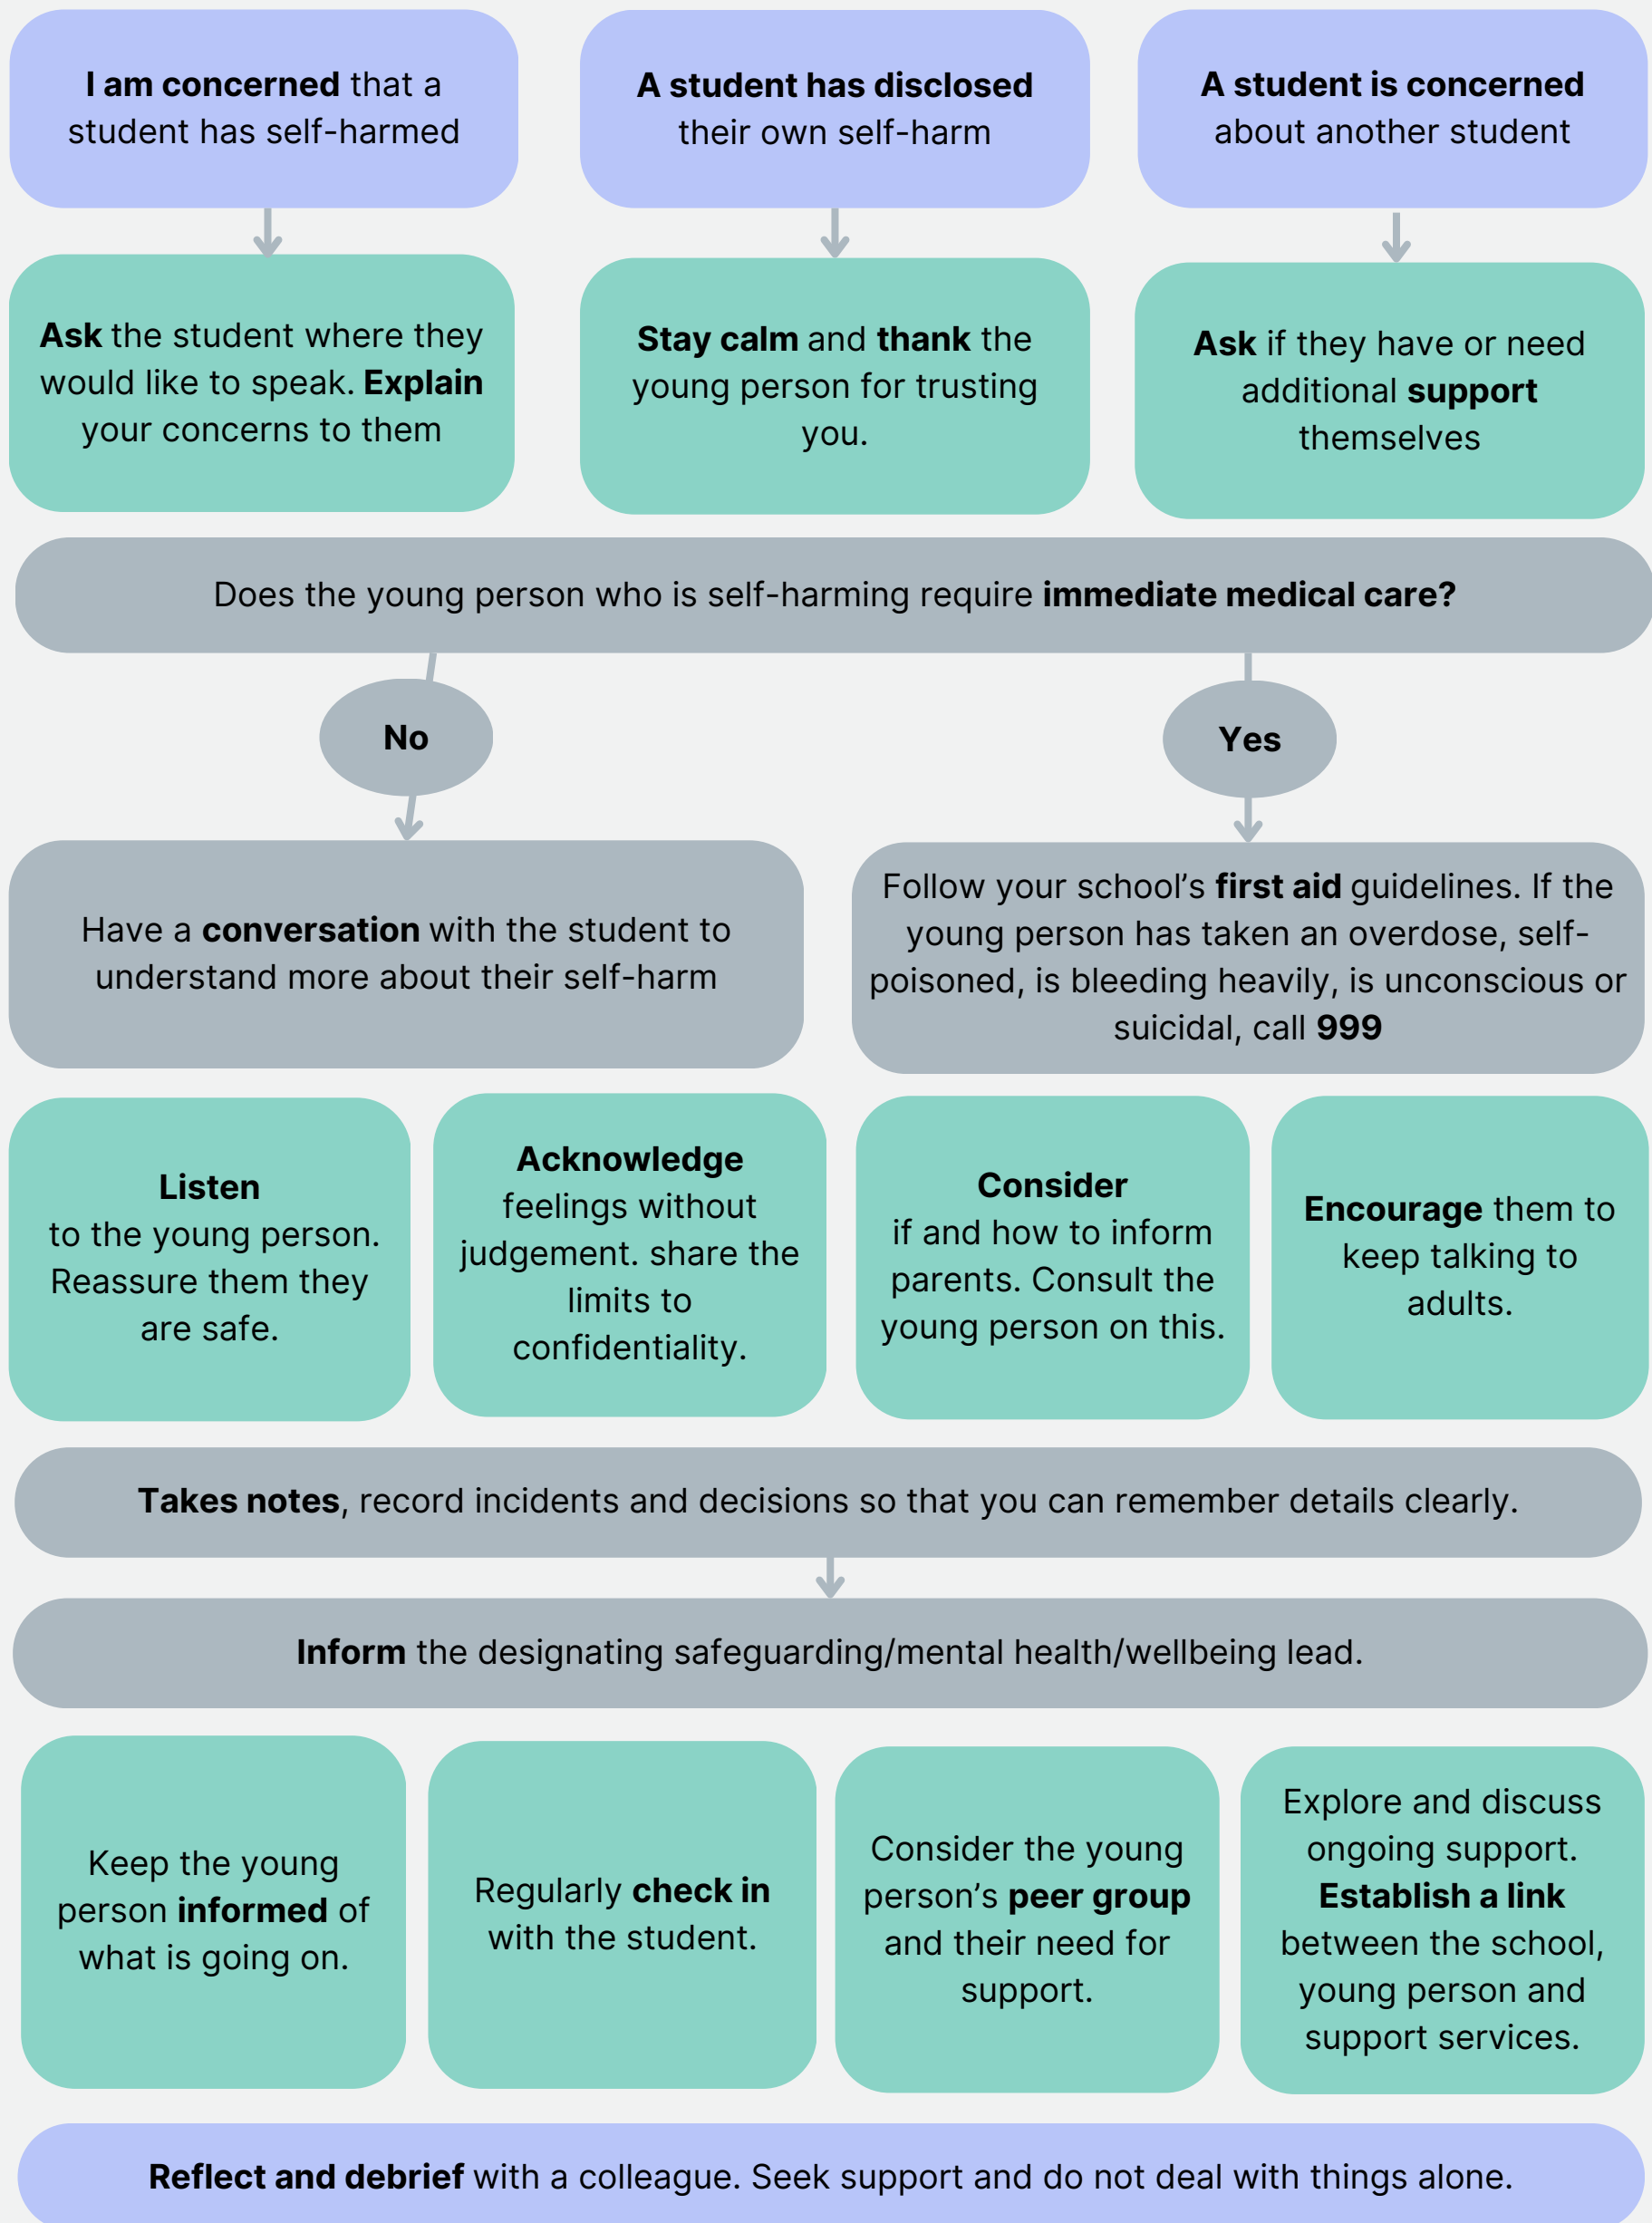 I am concerned that a
student has self-harmed
A student has disclosed
their own self-harm
A student is concerned
about another student
Ask the student where they
would like to speak. Explain
your concerns to them
Stay calm and thank the
young person for trusting
you.
Ask if they have or need
additional support
themselves
Does the young person who is self-harming require immediate medical care?
No
Yes
Have a conversation with the student to
understand more about their self-harm
Follow your school’s first aid guidelines. If the
young person has taken an overdose, self-
poisoned, is bleeding heavily, is unconscious or
suicidal, call 999
Listen
to the young person.
Reassure them they
are safe.
Acknowledge
feelings without
judgement. share the
limits to
confidentiality.
Consider
if and how to inform
parents. Consult the
young person on this.
Encourage them to
keep talking to
adults.
Takes notes, record incidents and decisions so that you can remember details clearly.
Inform the designating safeguarding/mental health/wellbeing lead.
Keep the young
person informed of
what is going on.
Regularly check in
with the student.
Consider the young
person’s peer group
and their need for
support.
Explore and discuss
ongoing support.
Establish a link
between the school,
young person and
support services.
Reflect and debrief with a colleague. Seek support and do not deal with things alone.